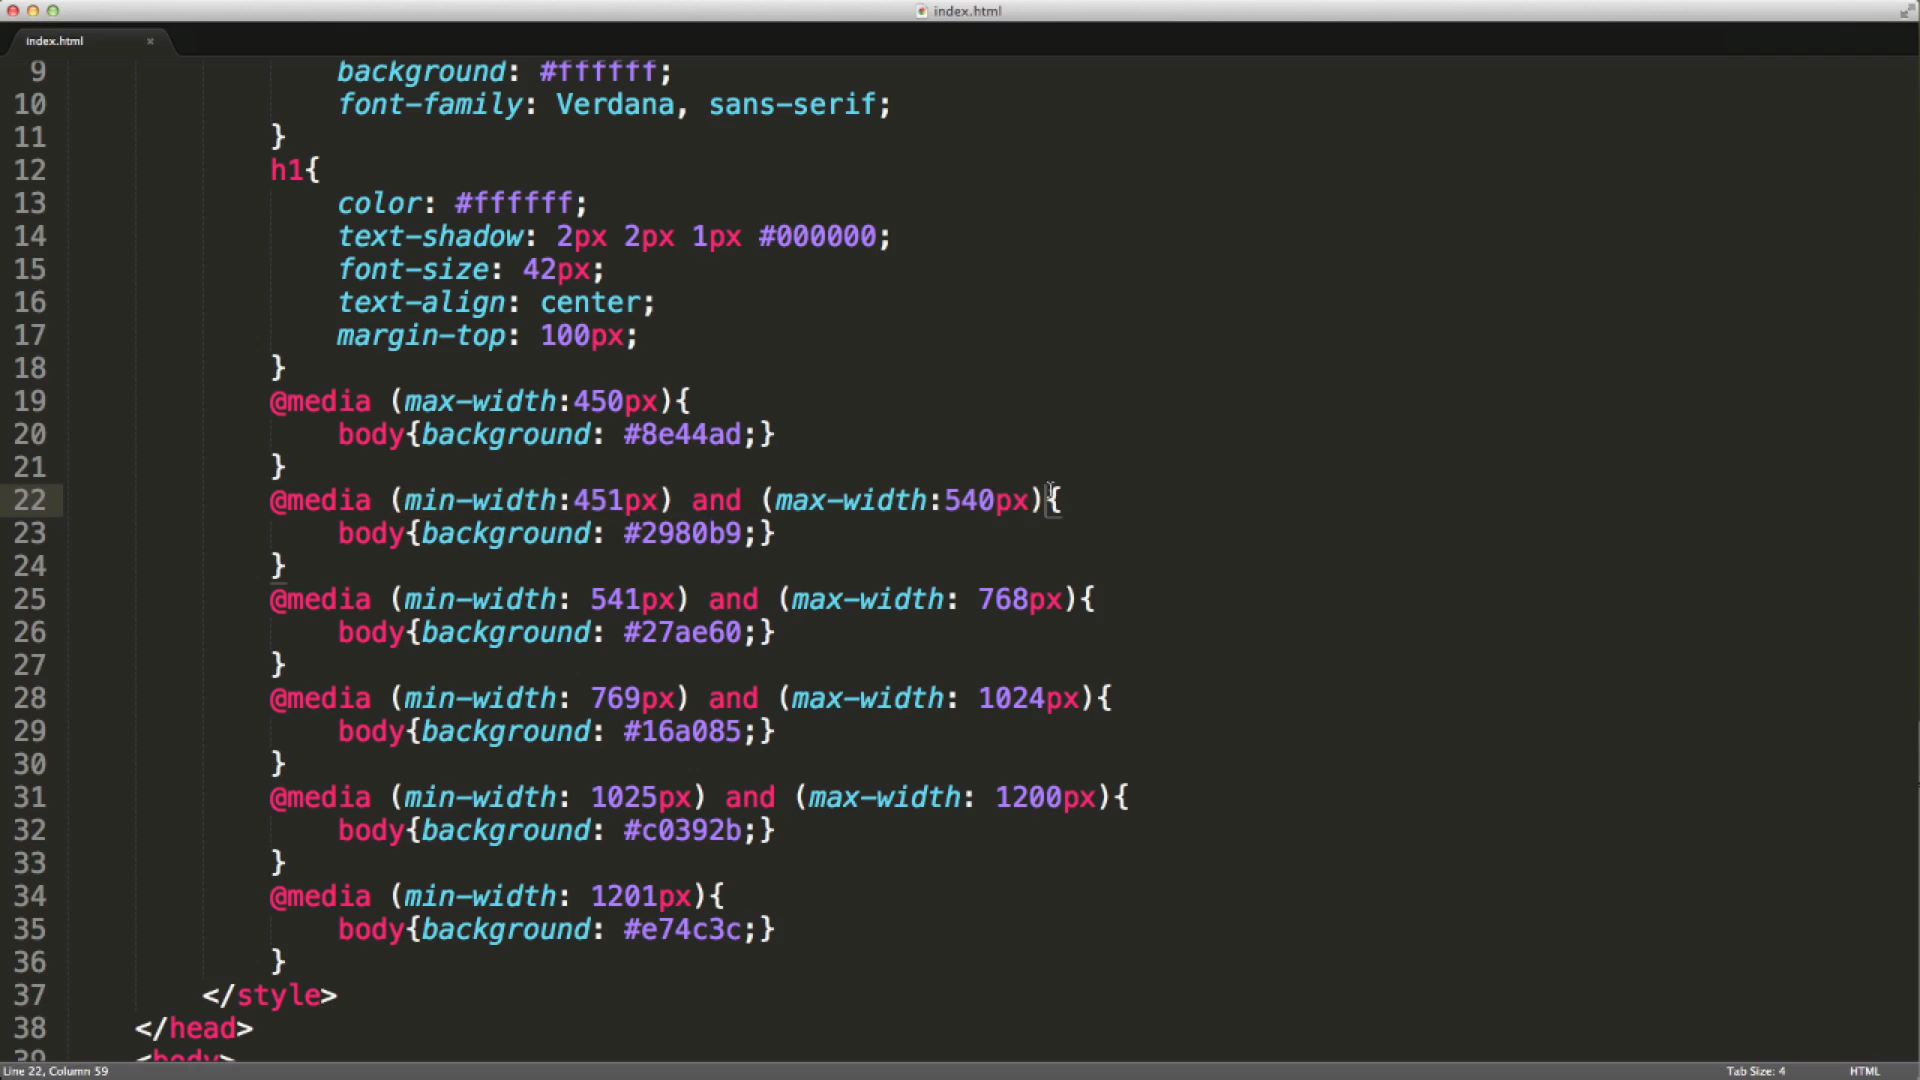 index.html
index.html ×
9 background: #ffffff;
10 font-family: Verdana, sans-serif;
11 }
12 h1{
13 color: #ffffff;
14 text-shadow: 2px 2px 1px #000000;
15 font-size: 42px;
16 text-align: center;
17 margin-top: 100px;
18 }
19 @media (max-width:450px){
20 body{background: #8e44ad;}
21 }
22 @media (min-width:451px) and (max-width:540px){
23 body{background: #2980b9;}
24 }
25 @media (min-width: 541px) and (max-width: 768px){
26 body{background: #27ae60;}
27 }
28 @media (min-width: 769px) and (max-width: 1024px){
29 body{background: #16a085;}
30 }
31 @media (min-width: 1025px) and (max-width: 1200px){
32 body{background: #c0392b;}
33 }
34 @media (min-width: 1201px){
35 body{background: #e74c3c;}
36 }
37 </style>
38 </head>
39 <body>
Line 22, Column 59 Tab Size: 4 HTML